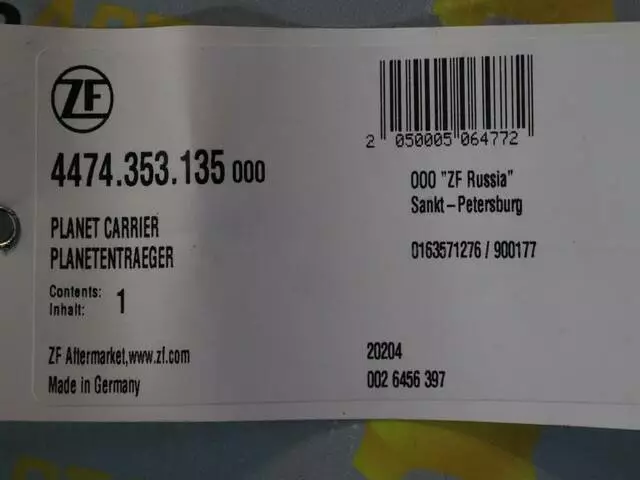 ZF
4474.353.135 000
PLANET CARRIER
PLANETENTRAEGER
Contents:
Inhalt: 1
ZF Aftermarket,www.zf.com
Made in Germany
2 050005 064772
OOO "ZF Russia"
Sankt-Petersburg
0163571276 / 900177
20204
002 6456 397